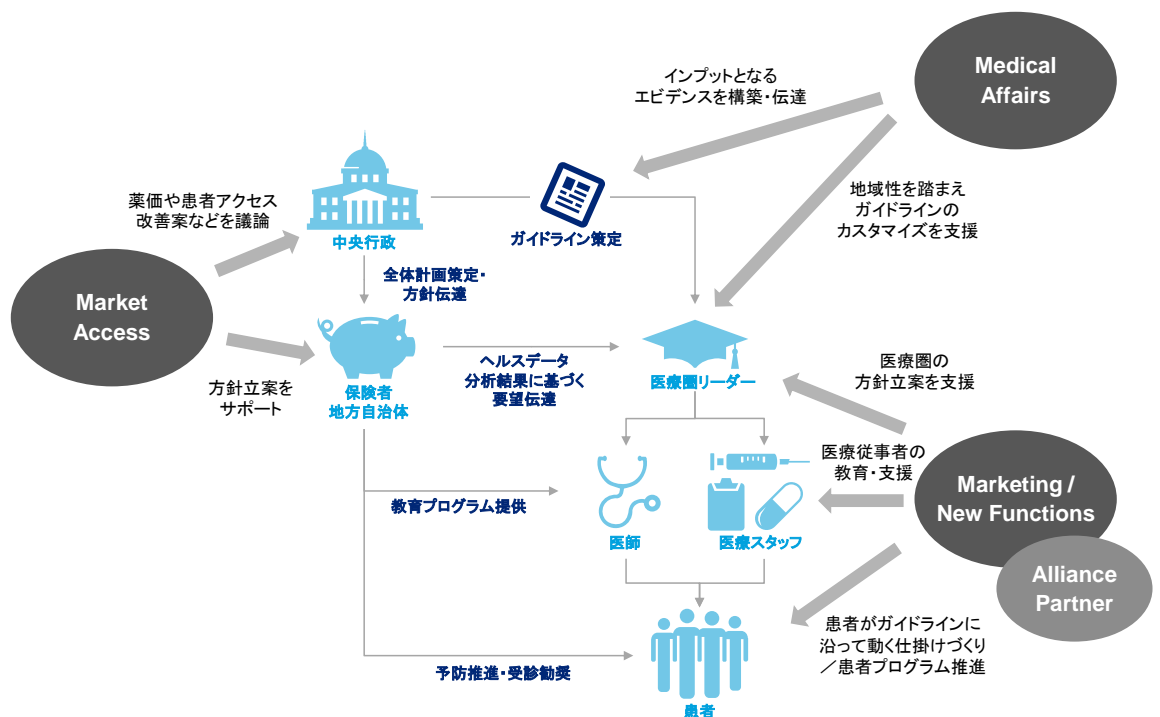 Medical
Affairs
インプットとなる
エビデンスを構築・伝達
薬価や患者アクセス
改善案などを議論
中央行政
ガイドライン策定
地域性を踏まえ
ガイドラインの
カスタマイズを支援
全体計画策定・
方針伝達
Market
Access
方針立案を
サポート
保険者
地方自治体
ヘルスデータ
分析結果に基づく
要望伝達
医療圏リーダー
医療圏の
方針立案を支援
医療従事者の
教育・支援
Marketing /
New Functions
教育プログラム提供
医師
医療スタッフ
Alliance
Partner
患者がガイドラインに
沿って動く仕掛けづくり
／患者プログラム推進
予防推進・受診勧奨
患者